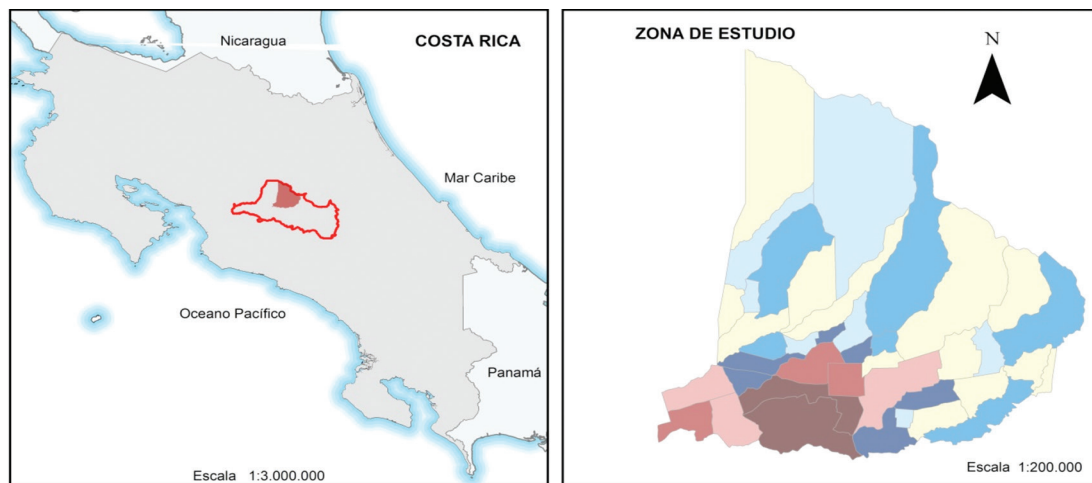 Nicaragua
COSTA RICA
Mar Caribe
Oceano Pacífico
Panamá
Escala 1:3.000.000
ZONA DE ESTUDIO
N
Escala 1:200.000